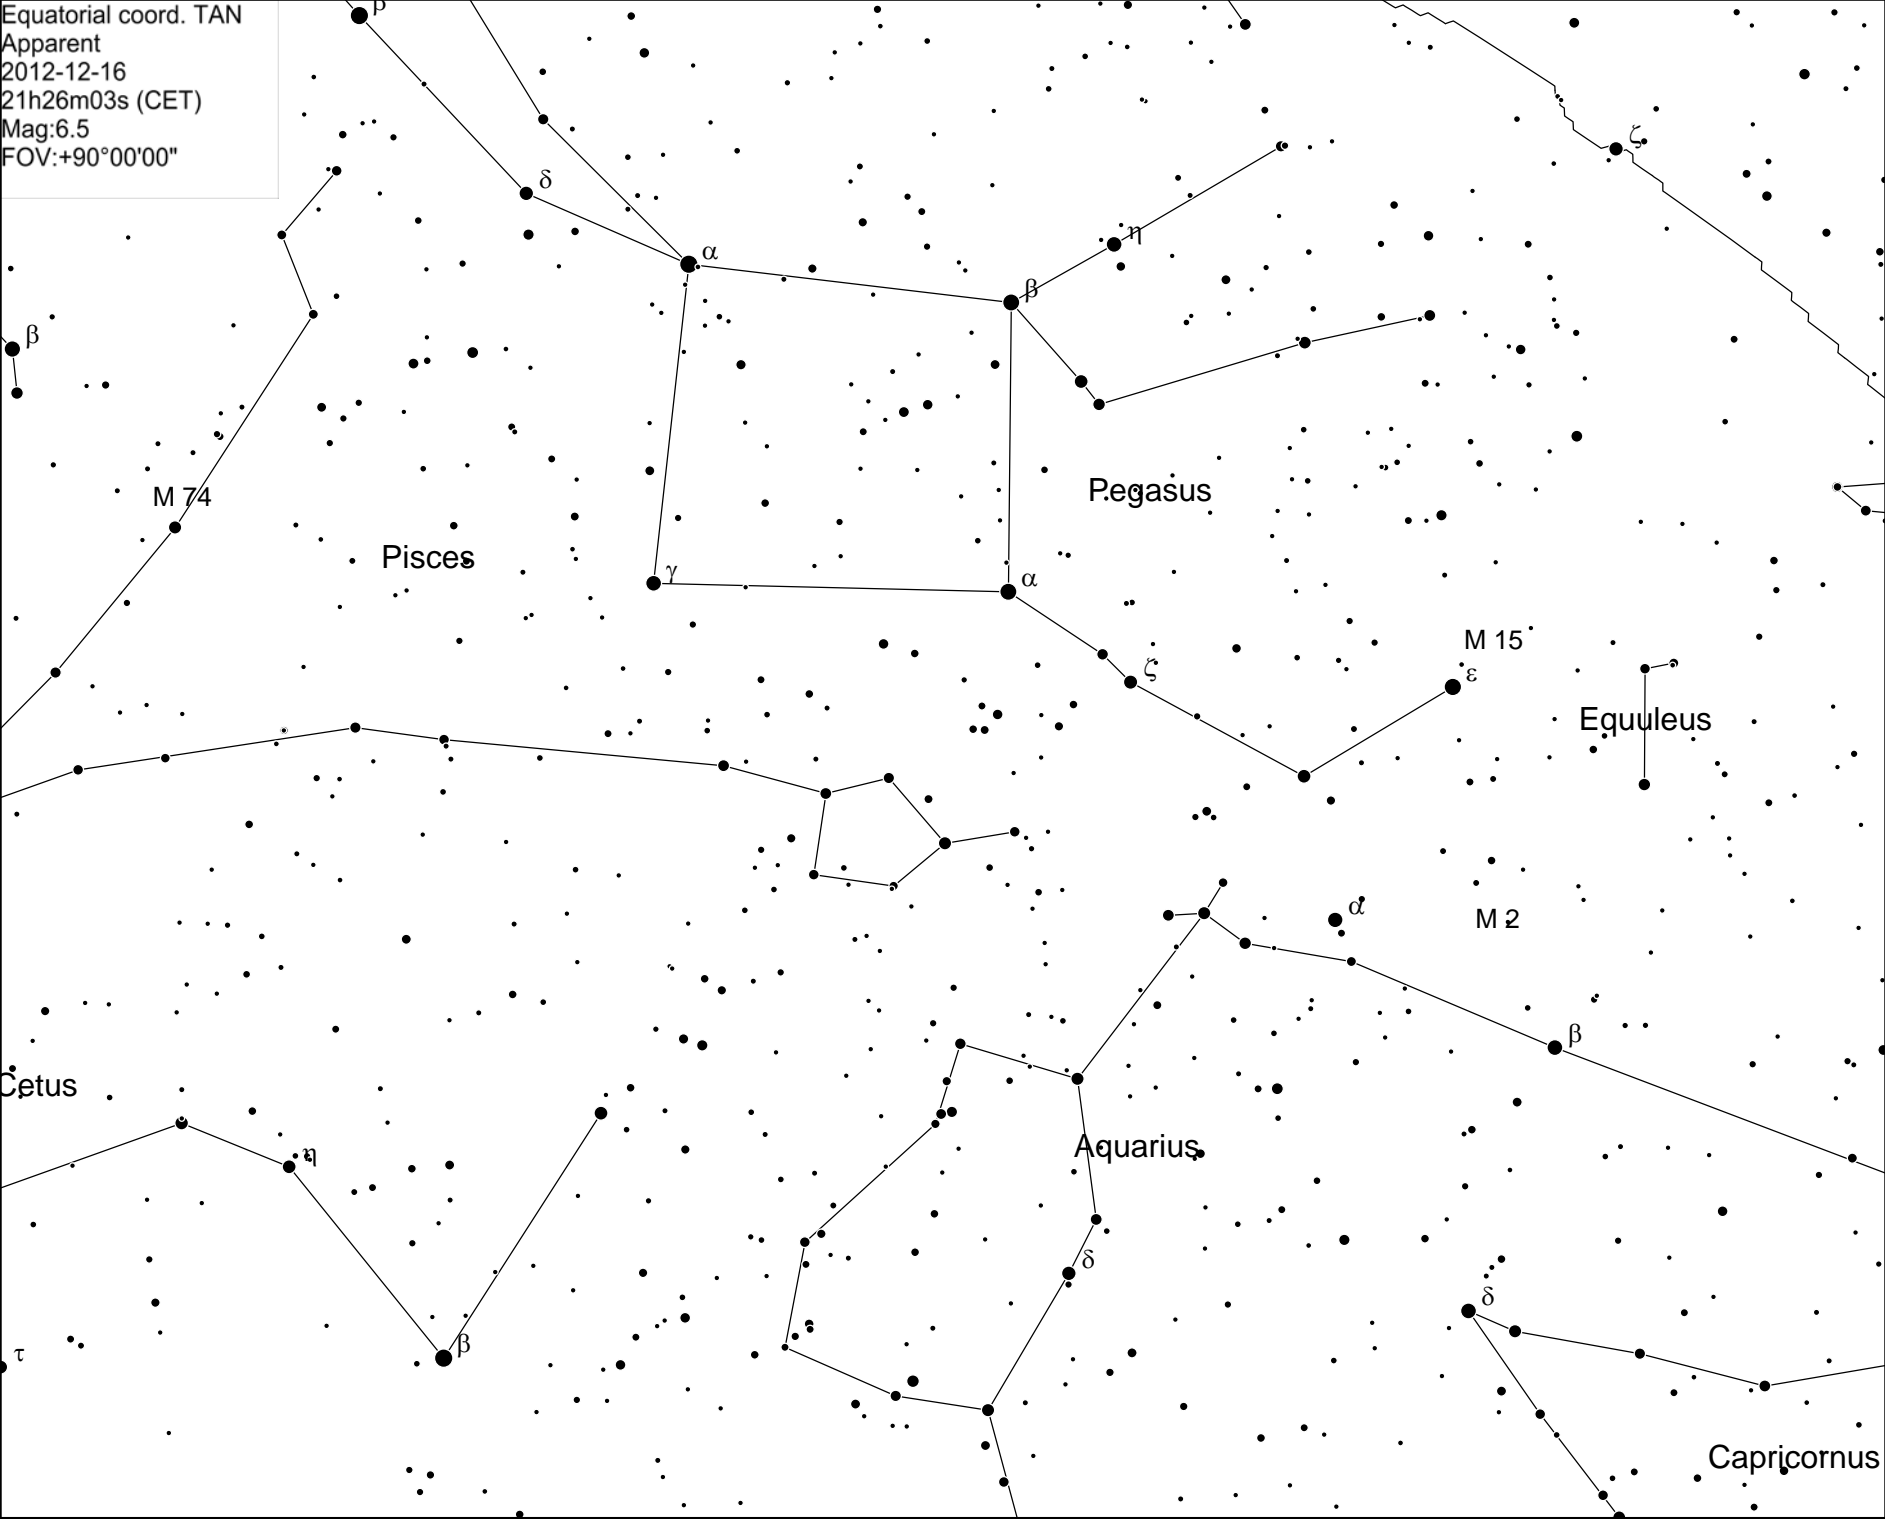 Equatorial coord. TAN
Apparent
2012-12-16
21h26m03s (CET)
Mag:6.5
FOV:+90°00'00"
β
ζ
δ
η
α
β
β
Pegasus
M 74
Pisces
γ
α
M 15
ζ
ε
Equuleus
α
M 2
β
Cetus
Aquarius
η
δ
δ
β
τ
Capricornus